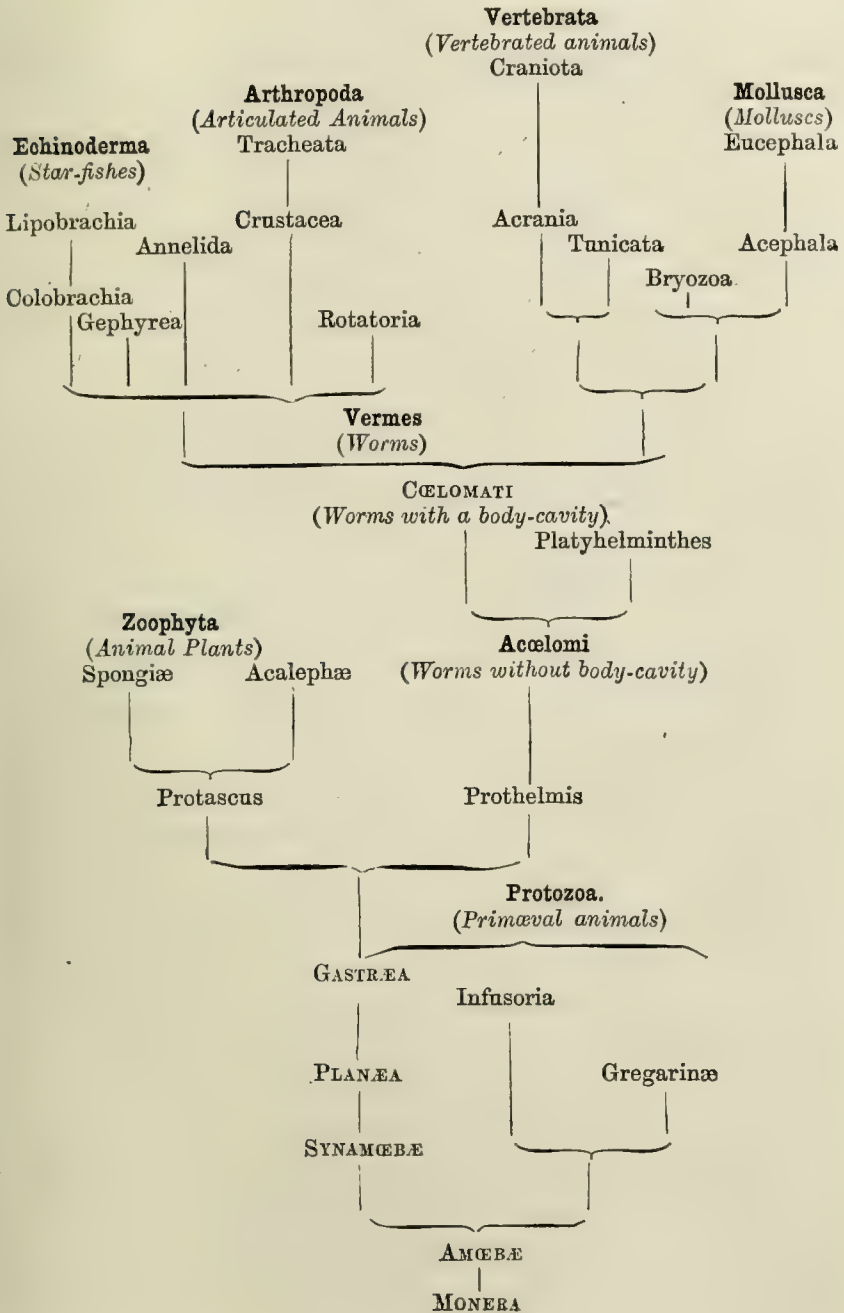 Vertebrata
(Vertebrated animals)
Craniota
Arthropoda
(Articulated Animals)
Tracheata
Mollusca
(Molluscs)
Eucephala
Echinoderma
(Star-fishes)
Lipobrachia
Crustacea
Acrania
Annelida
Tunicata
Acephala
Bryozoa
Colobrachia
Gephyrea
Rotatoria
Vermes
(Worms)
CŒLOMATI
(Worms with a body-cavity)
Platyhelminthes
Zoophyta
(Animal Plants)
Spongiæ
Acalephæ
Acœlomi
(Worms without body-cavity)
Protascus
Prothelmis
Protozoa.
(Primæval animals)
GASTRÆA
Infusoria
PLANÆA
Gregarinæ
SYNAMŒBÆ
AMŒBÆ
MONERA